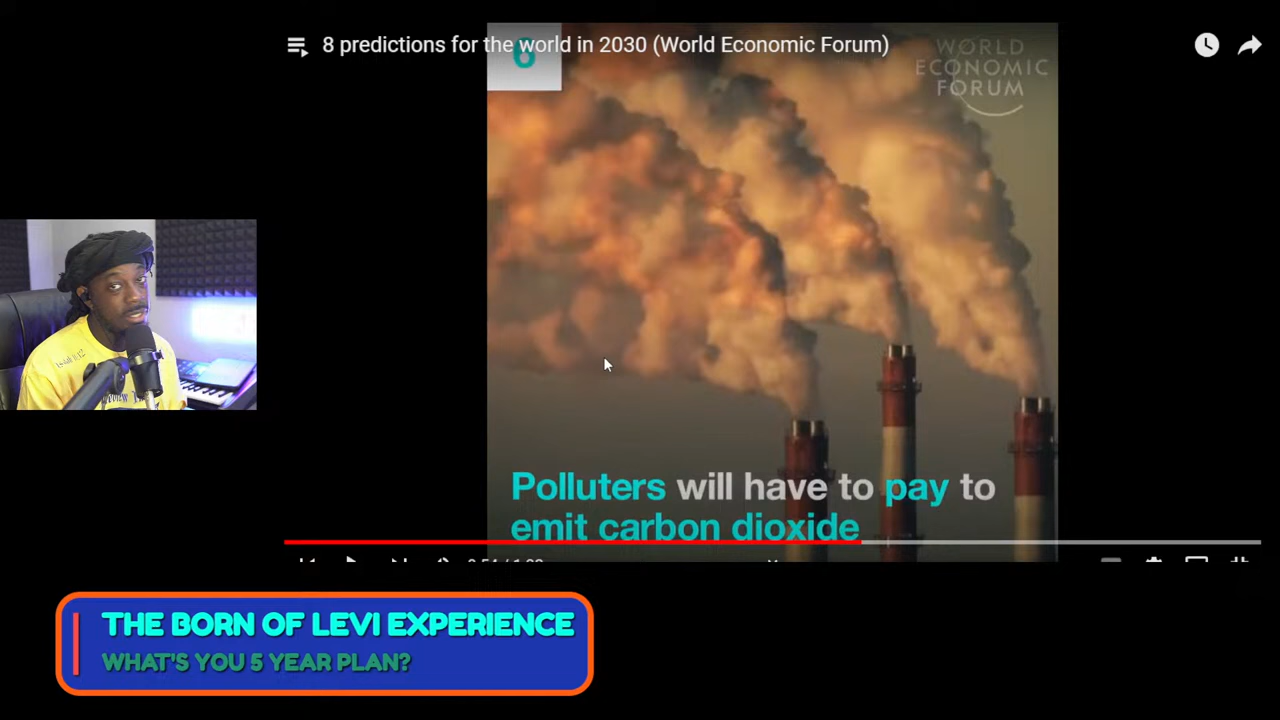 8 predictions for the world in 2030 (World Economic Forum)
6
WORLD
ECONOMIC
FORUM
Polluters will have to pay to
emit carbon dioxide
THE BORN OF LEVI EXPERIENCE
WHAT'S YOU 5 YEAR PLAN?